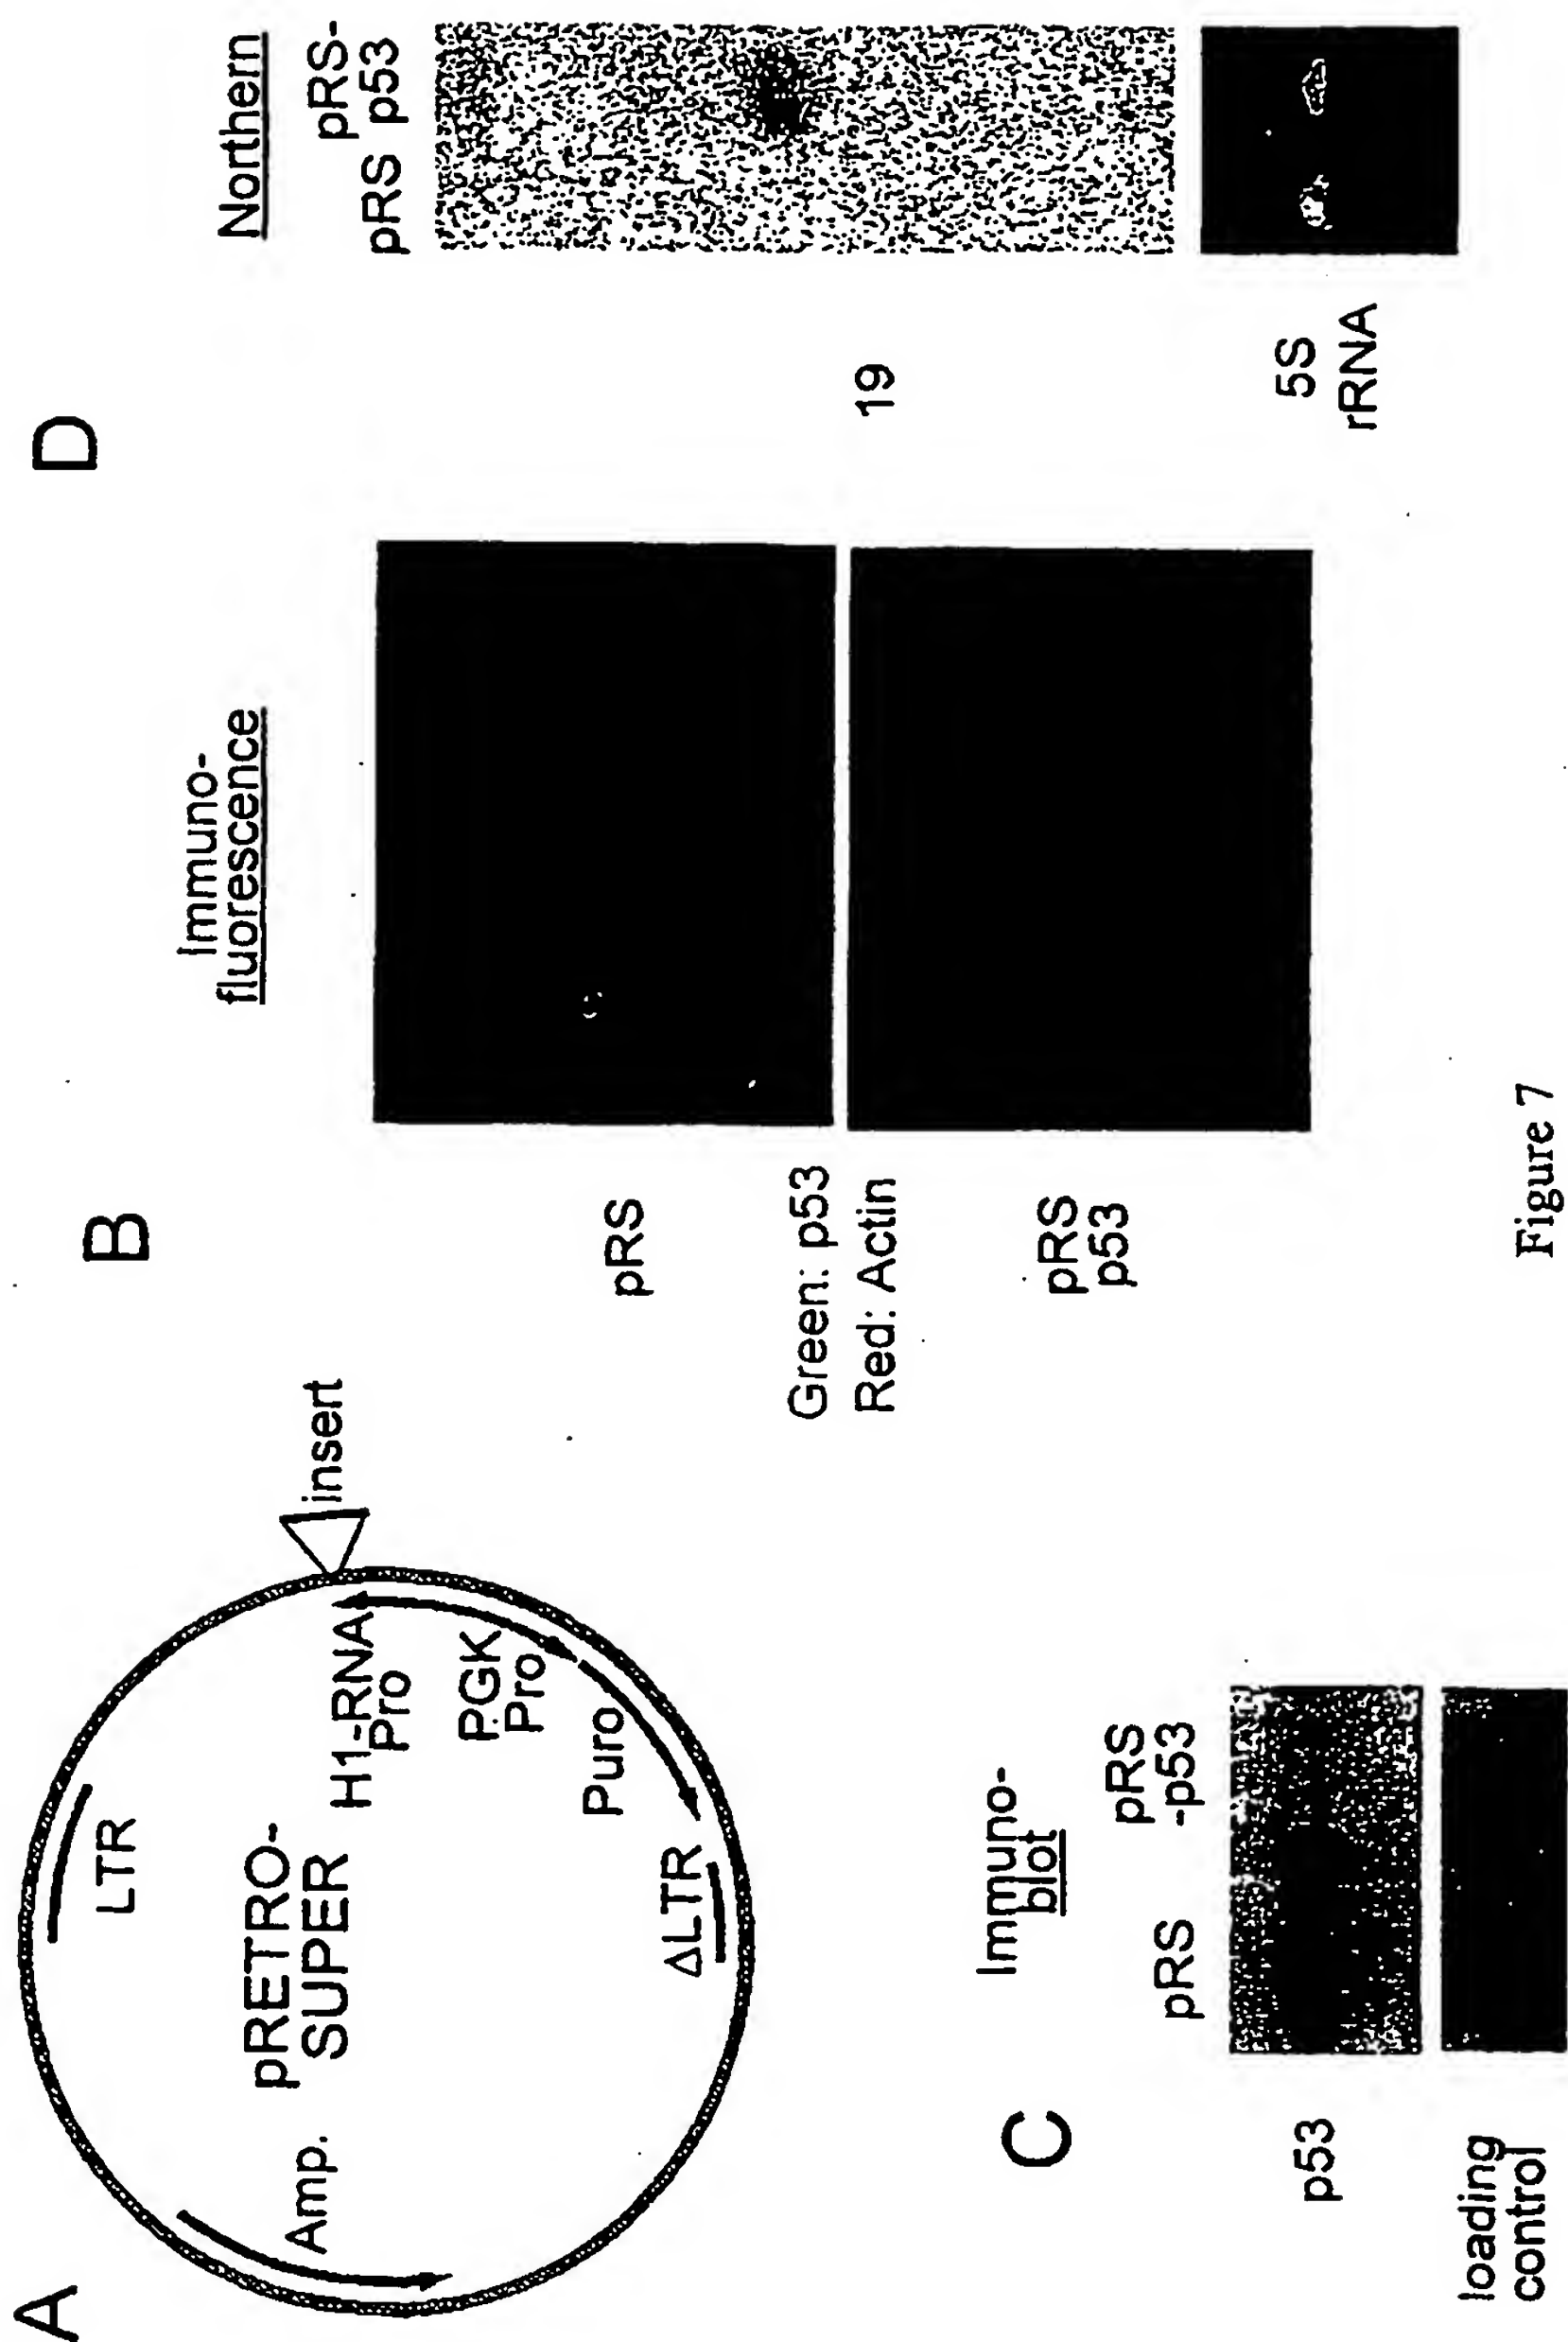 A
pRETRO-
SUPER
LTR
Amp.
H1-RNA
Pro
insert
PGK
Pro
Puro
ΔLTR
B
Immuno-
fluorescence
pRS
Green: p53
Red: Actin
pRS
p53
C
Immuno-
blot
pRS
pRS
-p53
p53
loading
control
D
Northern
pRS
pRS-
p53
19
5S
rRNA
Figure 7